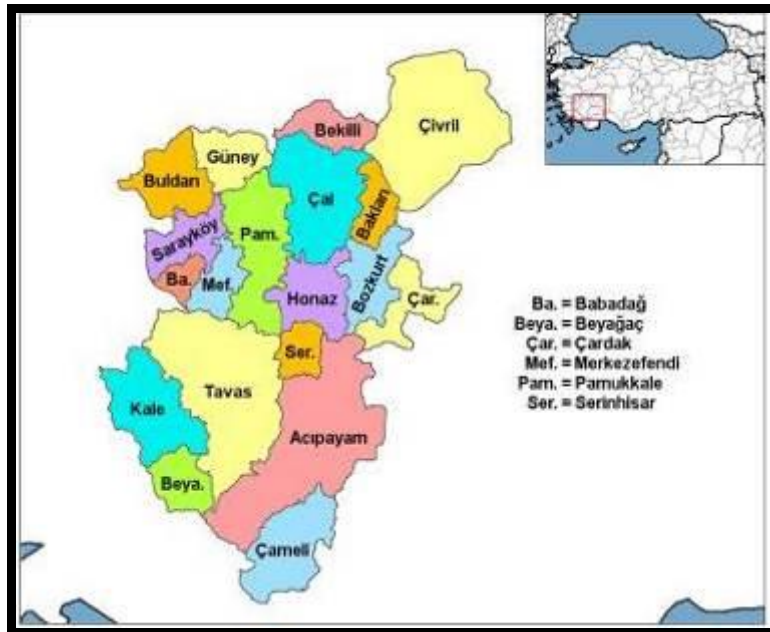 Çivril
Bekilli
Güney
Buldan
Çal
Baklan
Sarayköy
Pam.
Ba.
Mef.
Honaz
Bozkurt
Çar.
Ser.
Tavas
Kale
Acıpayam
Beya.
Çameli
Ba. = Babadağ
Beya. = Beyağaç
Çar. = Çardak
Mef. = Merkezefendi
Pam. = Pamukkale
Ser. = Serinhisar